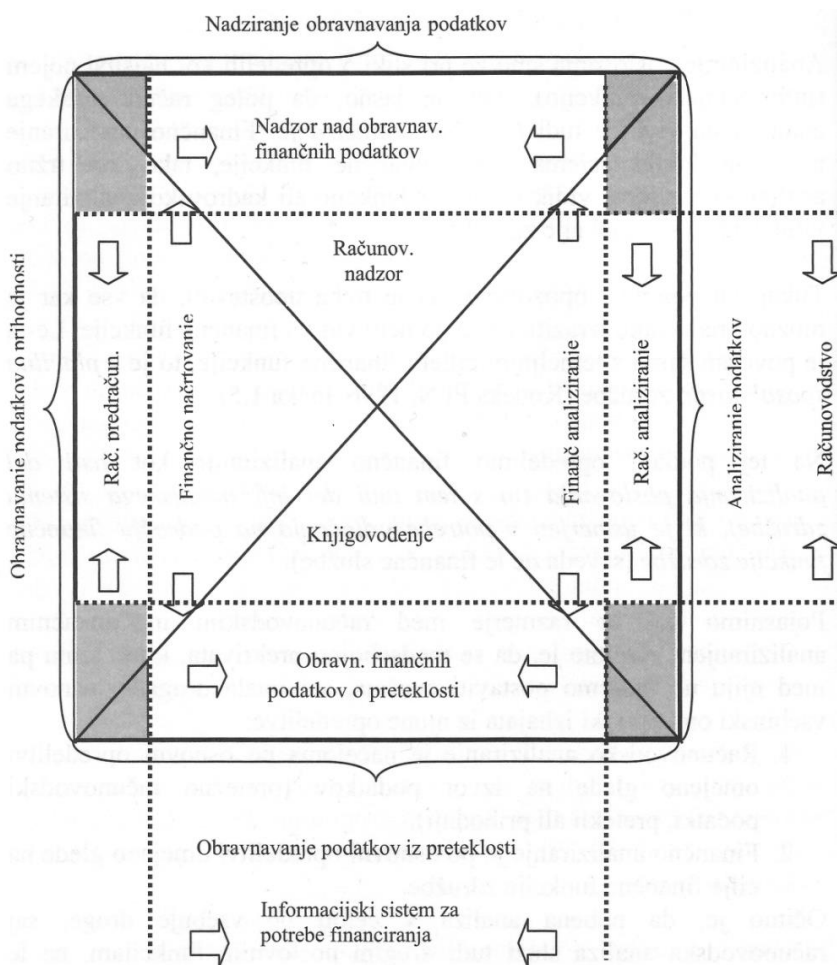 Nadziranje obravnavanja podatkov
Nadzor nad obravnav.
finančnih podatkov
Računov.
nadzor
Obravnavanje podatkov o prihodnosti
Rač. predračun.
Finančno načrtovanje
Finanč analiziranje
Rač. analiziranje
Analiziranje podatkov
Računovodstvo
Knjigovodenje
Obravn. finančnih
podatkov o preteklosti
Obravnavanje podatkov iz preteklosti
Informacijski sistem za
potrebe financiranja